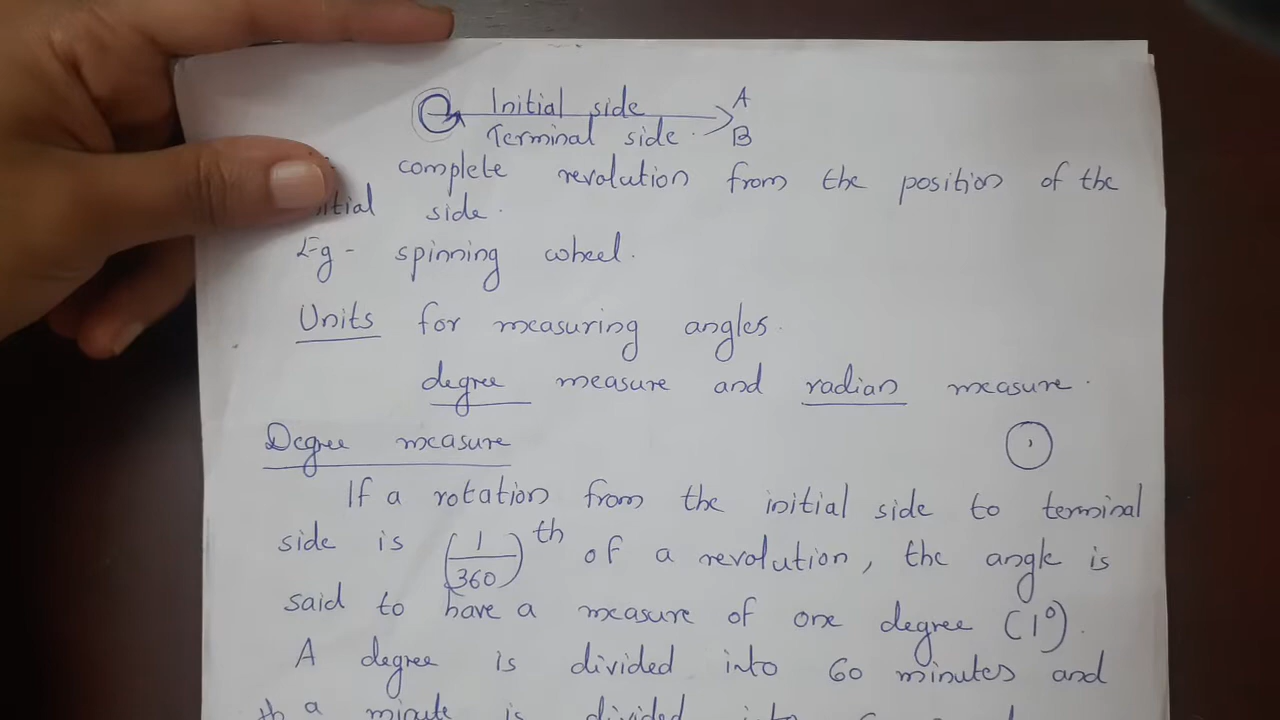 Initial side A
Terminal side. B
complete revolution from the position of the
itial side.
Eg - spinning wheel.
Units for measuring angles.
degree measure and radian measure.
Degree measure
If a rotation from the initial side to terminal
side is (1/360)th of a revolution, the angle is
said to have a measure of one degree (1°).
A degree is divided into 60 minutes and
a minute is divided into